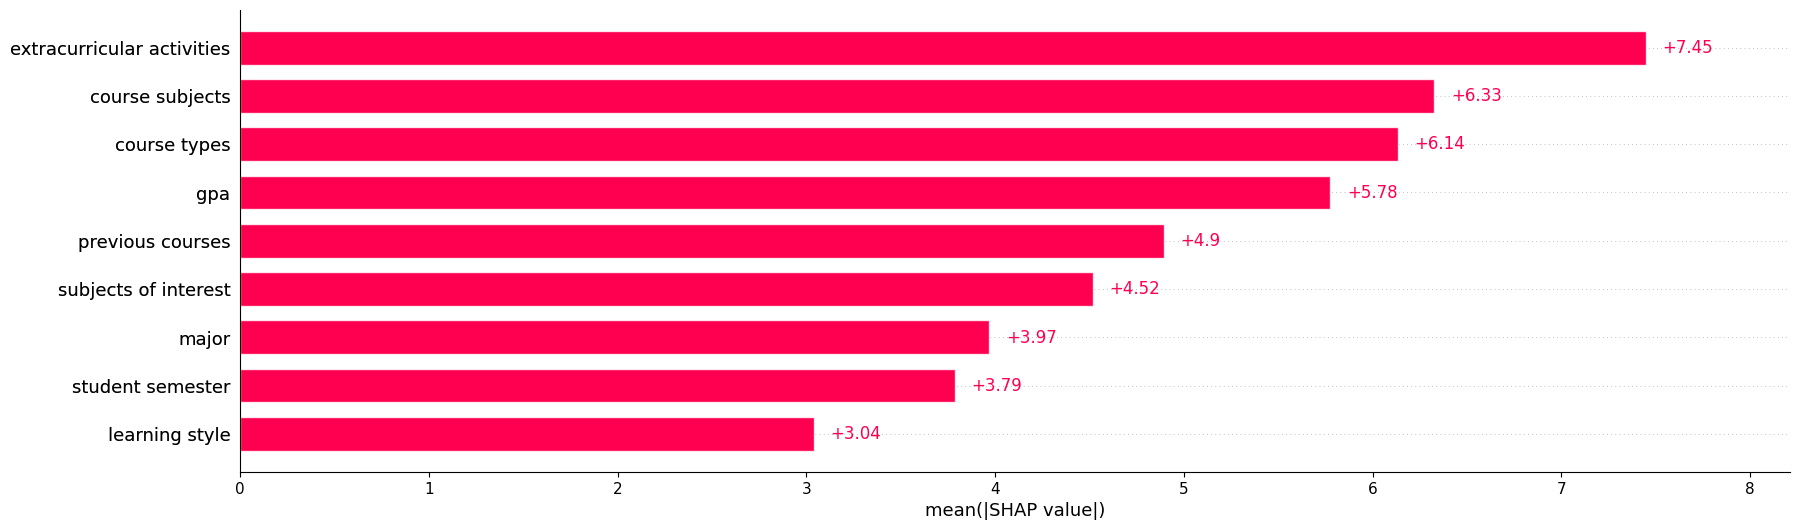 extracurricular activities +7.45
course subjects +6.33
course types +6.14
gpa +5.78
previous courses +4.9
subjects of interest +4.52
major +3.97
student semester +3.79
learning style +3.04
0 1 2 3 4 5 6 7 8
mean(|SHAP value|)